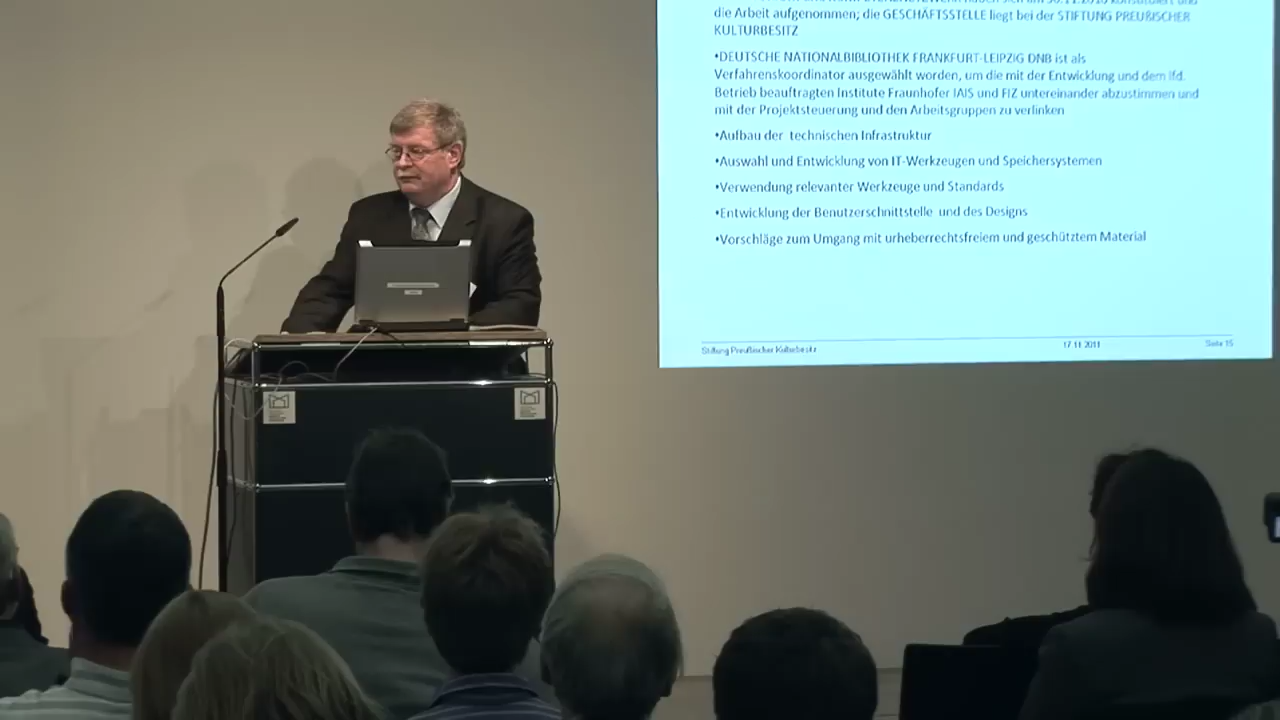 die Arbeit aufgenommen; die GESCHÄFTSSTELLE liegt bei der STIFTUNG PREUßISCHER
KULTURBESITZ
•DEUTSCHE NATIONALBIBLIOTHEK FRANKFURT-LEIPZIG DNB ist als
Verfahrenskoordinator ausgewählt worden, um die mit der Entwicklung und dem lfd.
Betrieb beauftragten Institute Fraunhofer IAIS und FIZ untereinander abzustimmen und
mit der Projektsteuerung und den Arbeitsgruppen zu verlinken
•Aufbau der technischen Infrastruktur
•Auswahl und Entwicklung von IT-Werkzeugen und Speichersystemen
•Verwendung relevanter Werkzeuge und Standards
•Entwicklung der Benutzerschnittstelle und des Designs
•Vorschläge zum Umgang mit urheberrechtsfreiem und geschütztem Material
Stiftung Preußischer Kulturbesitz 17.11.2011 Seite 15